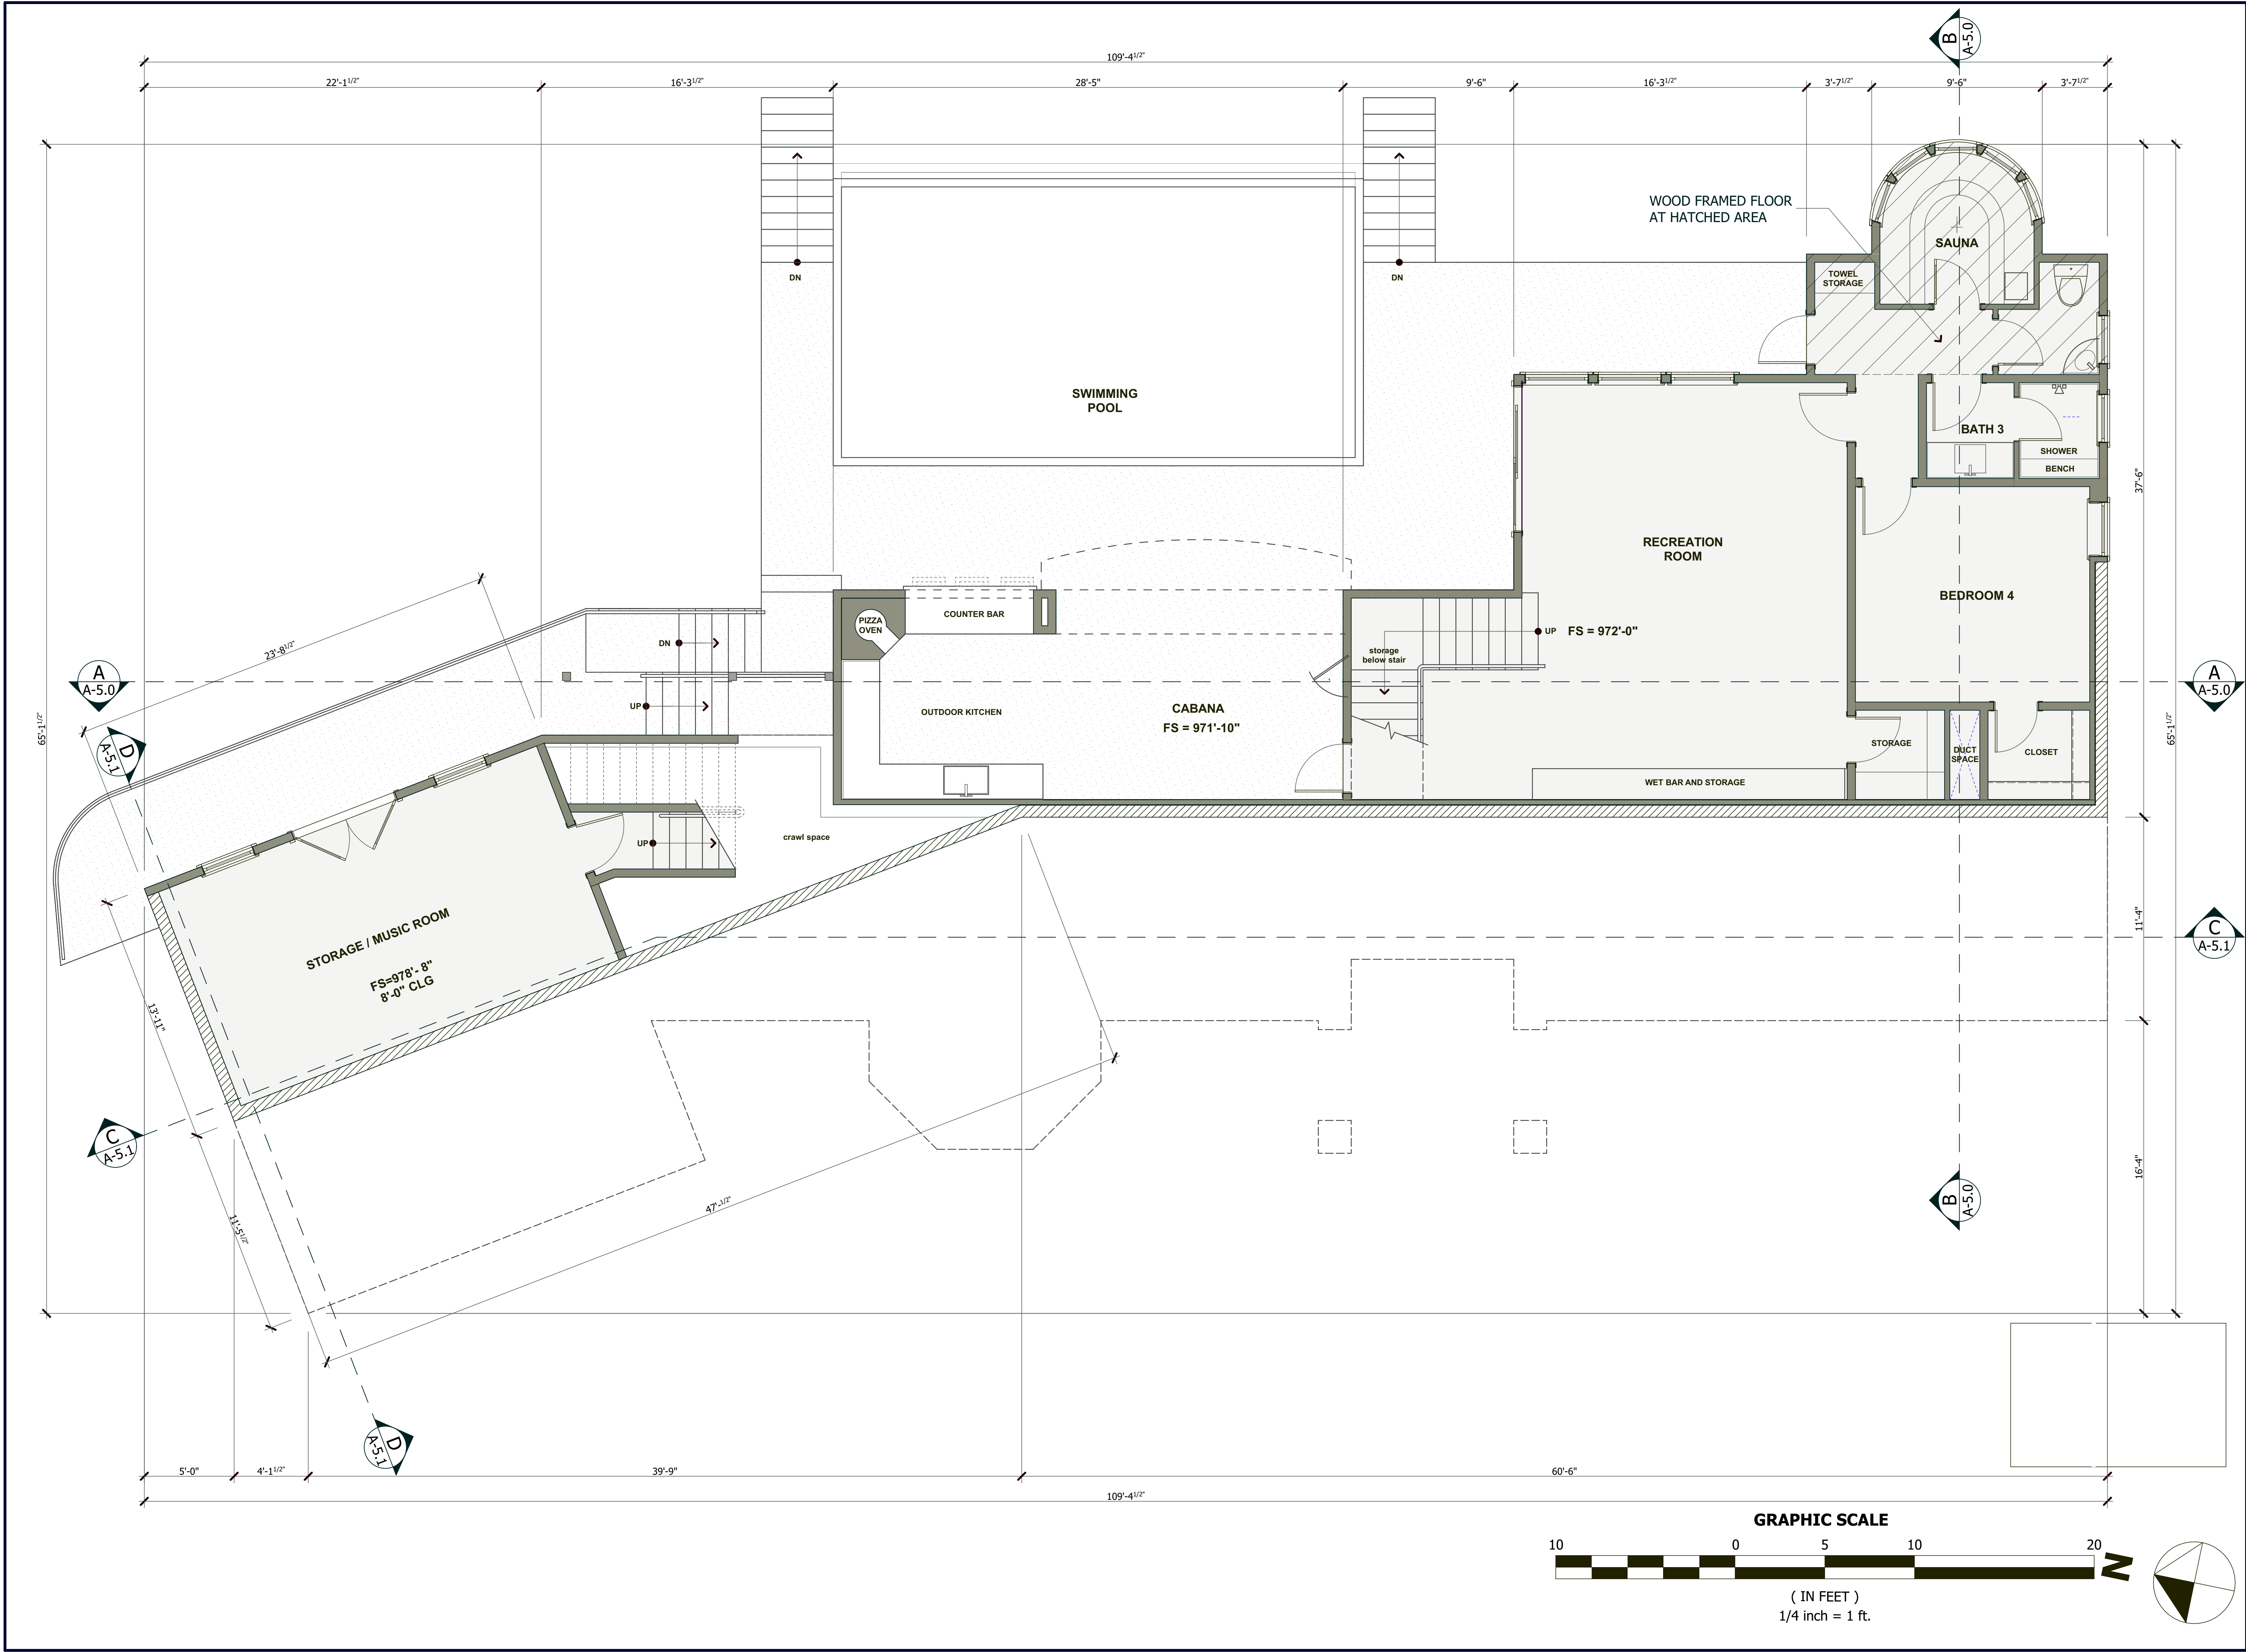 B
A-5.0
109'-4 1/2"
22'-1 1/2"
16'-3 1/2"
28'-5"
9'-6"
16'-3 1/2"
3'-7 1/2"
9'-6"
3'-7 1/2"
WOOD FRAMED FLOOR
AT HATCHED AREA
SAUNA
TOWEL
STORAGE
DN
DN
SWIMMING
POOL
BATH 3
SHOWER
BENCH
37'-6"
RECREATION
ROOM
BEDROOM 4
PIZZA
OVEN
COUNTER BAR
UP
FS = 972'-0"
storage
below stair
DN
23'-8 1/2"
A
A-5.0
A
A-5.0
UP
OUTDOOR KITCHEN
CABANA
FS = 971'-10"
65'-1 1/2"
65'-1 1/2"
D
A-5.1
STORAGE
DUCT
SPACE
CLOSET
WET BAR AND STORAGE
crawl space
UP
11'-4"
C
A-5.1
STORAGE / MUSIC ROOM
FS=978'- 8"
8'-0" CLG
13'-11"
C
A-5.1
16'-4"
B
A-5.0
47'-1/2"
11'-5 1/2"
D
A-5.1
5'-0"
4'-1 1/2"
39'-9"
60'-6"
109'-4 1/2"
GRAPHIC SCALE
10 0 5 10 20
N
( IN FEET )
1/4 inch = 1 ft.